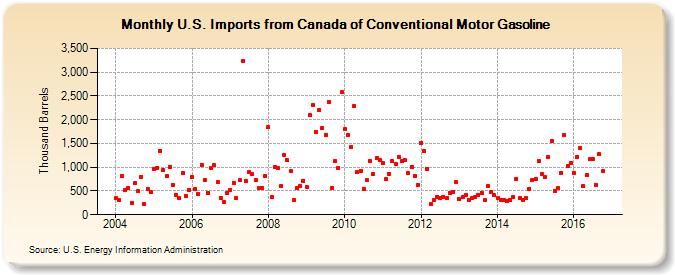 Monthly U.S. Imports from Canada of Conventional Motor Gasoline
Thousand Barrels
3,500
3,000
2,500
2,000
1,500
1,000
500
0
2004 2006 2008 2010 2012 2014 2016
Source: U.S. Energy Information Administration